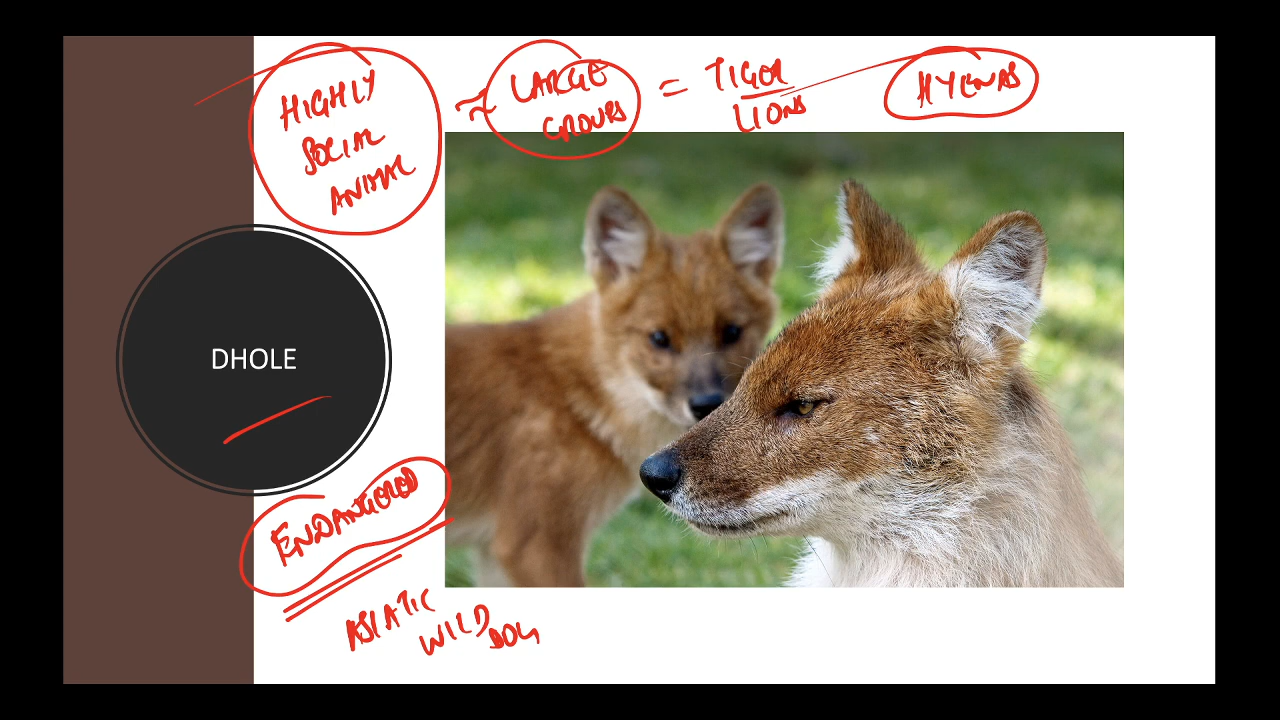 HIGHLY
SOCIAL
ANIMAL
≈ LARGE
GROUPS
= TIGER
LIONS
HYENAS
DHOLE
ENDANGERED
ASIATIC
WILD DOG